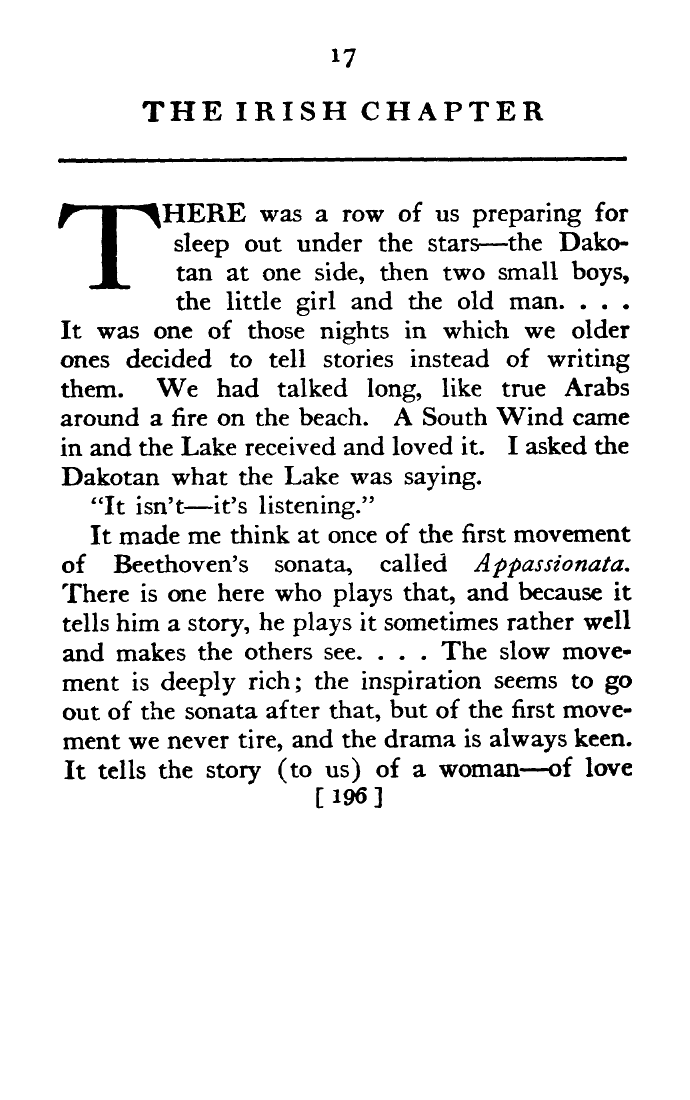 17
THE IRISH CHAPTER
THERE was a row of us preparing for
sleep out under the stars—the Dako-
tan at one side, then two small boys,
the little girl and the old man. . . .
It was one of those nights in which we older
ones decided to tell stories instead of writing
them. We had talked long, like true Arabs
around a fire on the beach. A South Wind came
in and the Lake received and loved it. I asked the
Dakotan what the Lake was saying.
“It isn’t—it’s listening.”
It made me think at once of the first movement
of Beethoven’s sonata, called Appassionata.
There is one here who plays that, and because it
tells him a story, he plays it sometimes rather well
and makes the others see. . . . The slow move-
ment is deeply rich; the inspiration seems to go
out of the sonata after that, but of the first move-
ment we never tire, and the drama is always keen.
It tells the story (to us) of a woman—of love
[ 196 ]